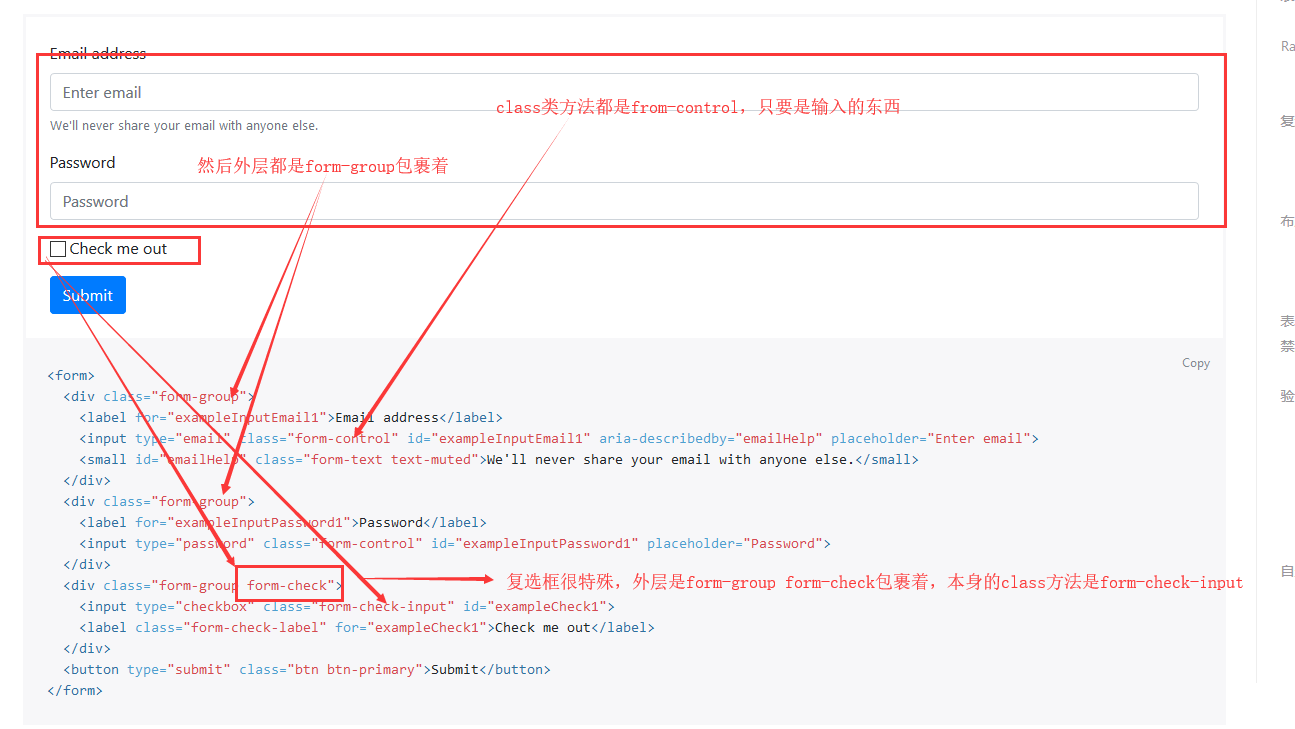 Email address
Enter email
class类方法都是from-control，只要是输入的东西
We'll never share your email with anyone else.
Password
然后外层都是form-group包裹着
Password
Check me out
Submit
Copy
<form>
<div class="form-group">
<label for="exampleInputEmail1">Email address</label>
<input type="email" class="form-control" id="exampleInputEmail1" aria-describedby="emailHelp" placeholder="Enter email">
<small id="emailHelp" class="form-text text-muted">We'll never share your email with anyone else.</small>
</div>
<div class="form-group">
<label for="exampleInputPassword1">Password</label>
<input type="password" class="form-control" id="exampleInputPassword1" placeholder="Password">
</div>
<div class="form-group form-check">
复选框很特殊，外层是form-group form-check包裹着，本身的class方法是form-check-input
<input type="checkbox" class="form-check-input" id="exampleCheck1">
<label class="form-check-label" for="exampleCheck1">Check me out</label>
</div>
<button type="submit" class="btn btn-primary">Submit</button>
</form>
Ra
复
布
表
禁
验
自